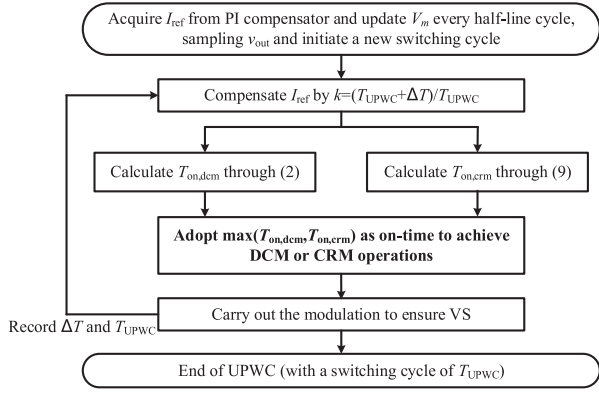 Acquire Iref from PI compensator and update Vm every half-line cycle,
sampling vout and initiate a new switching cycle
Compensate Iref by k=(TUPWC+ΔT)/TUPWC
Calculate Ton,dcm through (2)
Calculate Ton,crm through (9)
Adopt max(Ton,dcm,Ton,crm) as on-time to achieve
DCM or CRM operations
Carry out the modulation to ensure VS
Record ΔT and TUPWC
End of UPWC (with a switching cycle of TUPWC)